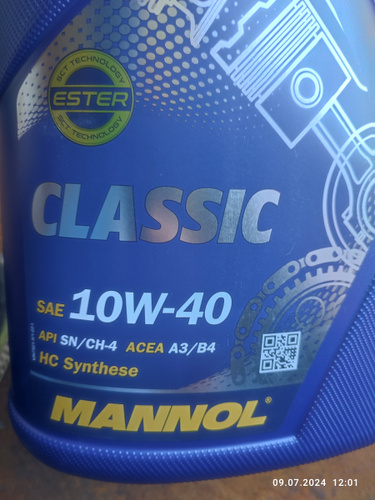 SCT TECHNOLOGY
ESTER
SCT TECHNOLOGY
CLASSIC
SAE 10W-40
API SN/CH-4 ACEA A3/B4
HC Synthese
MANNOL®
09.07.2024 12:01